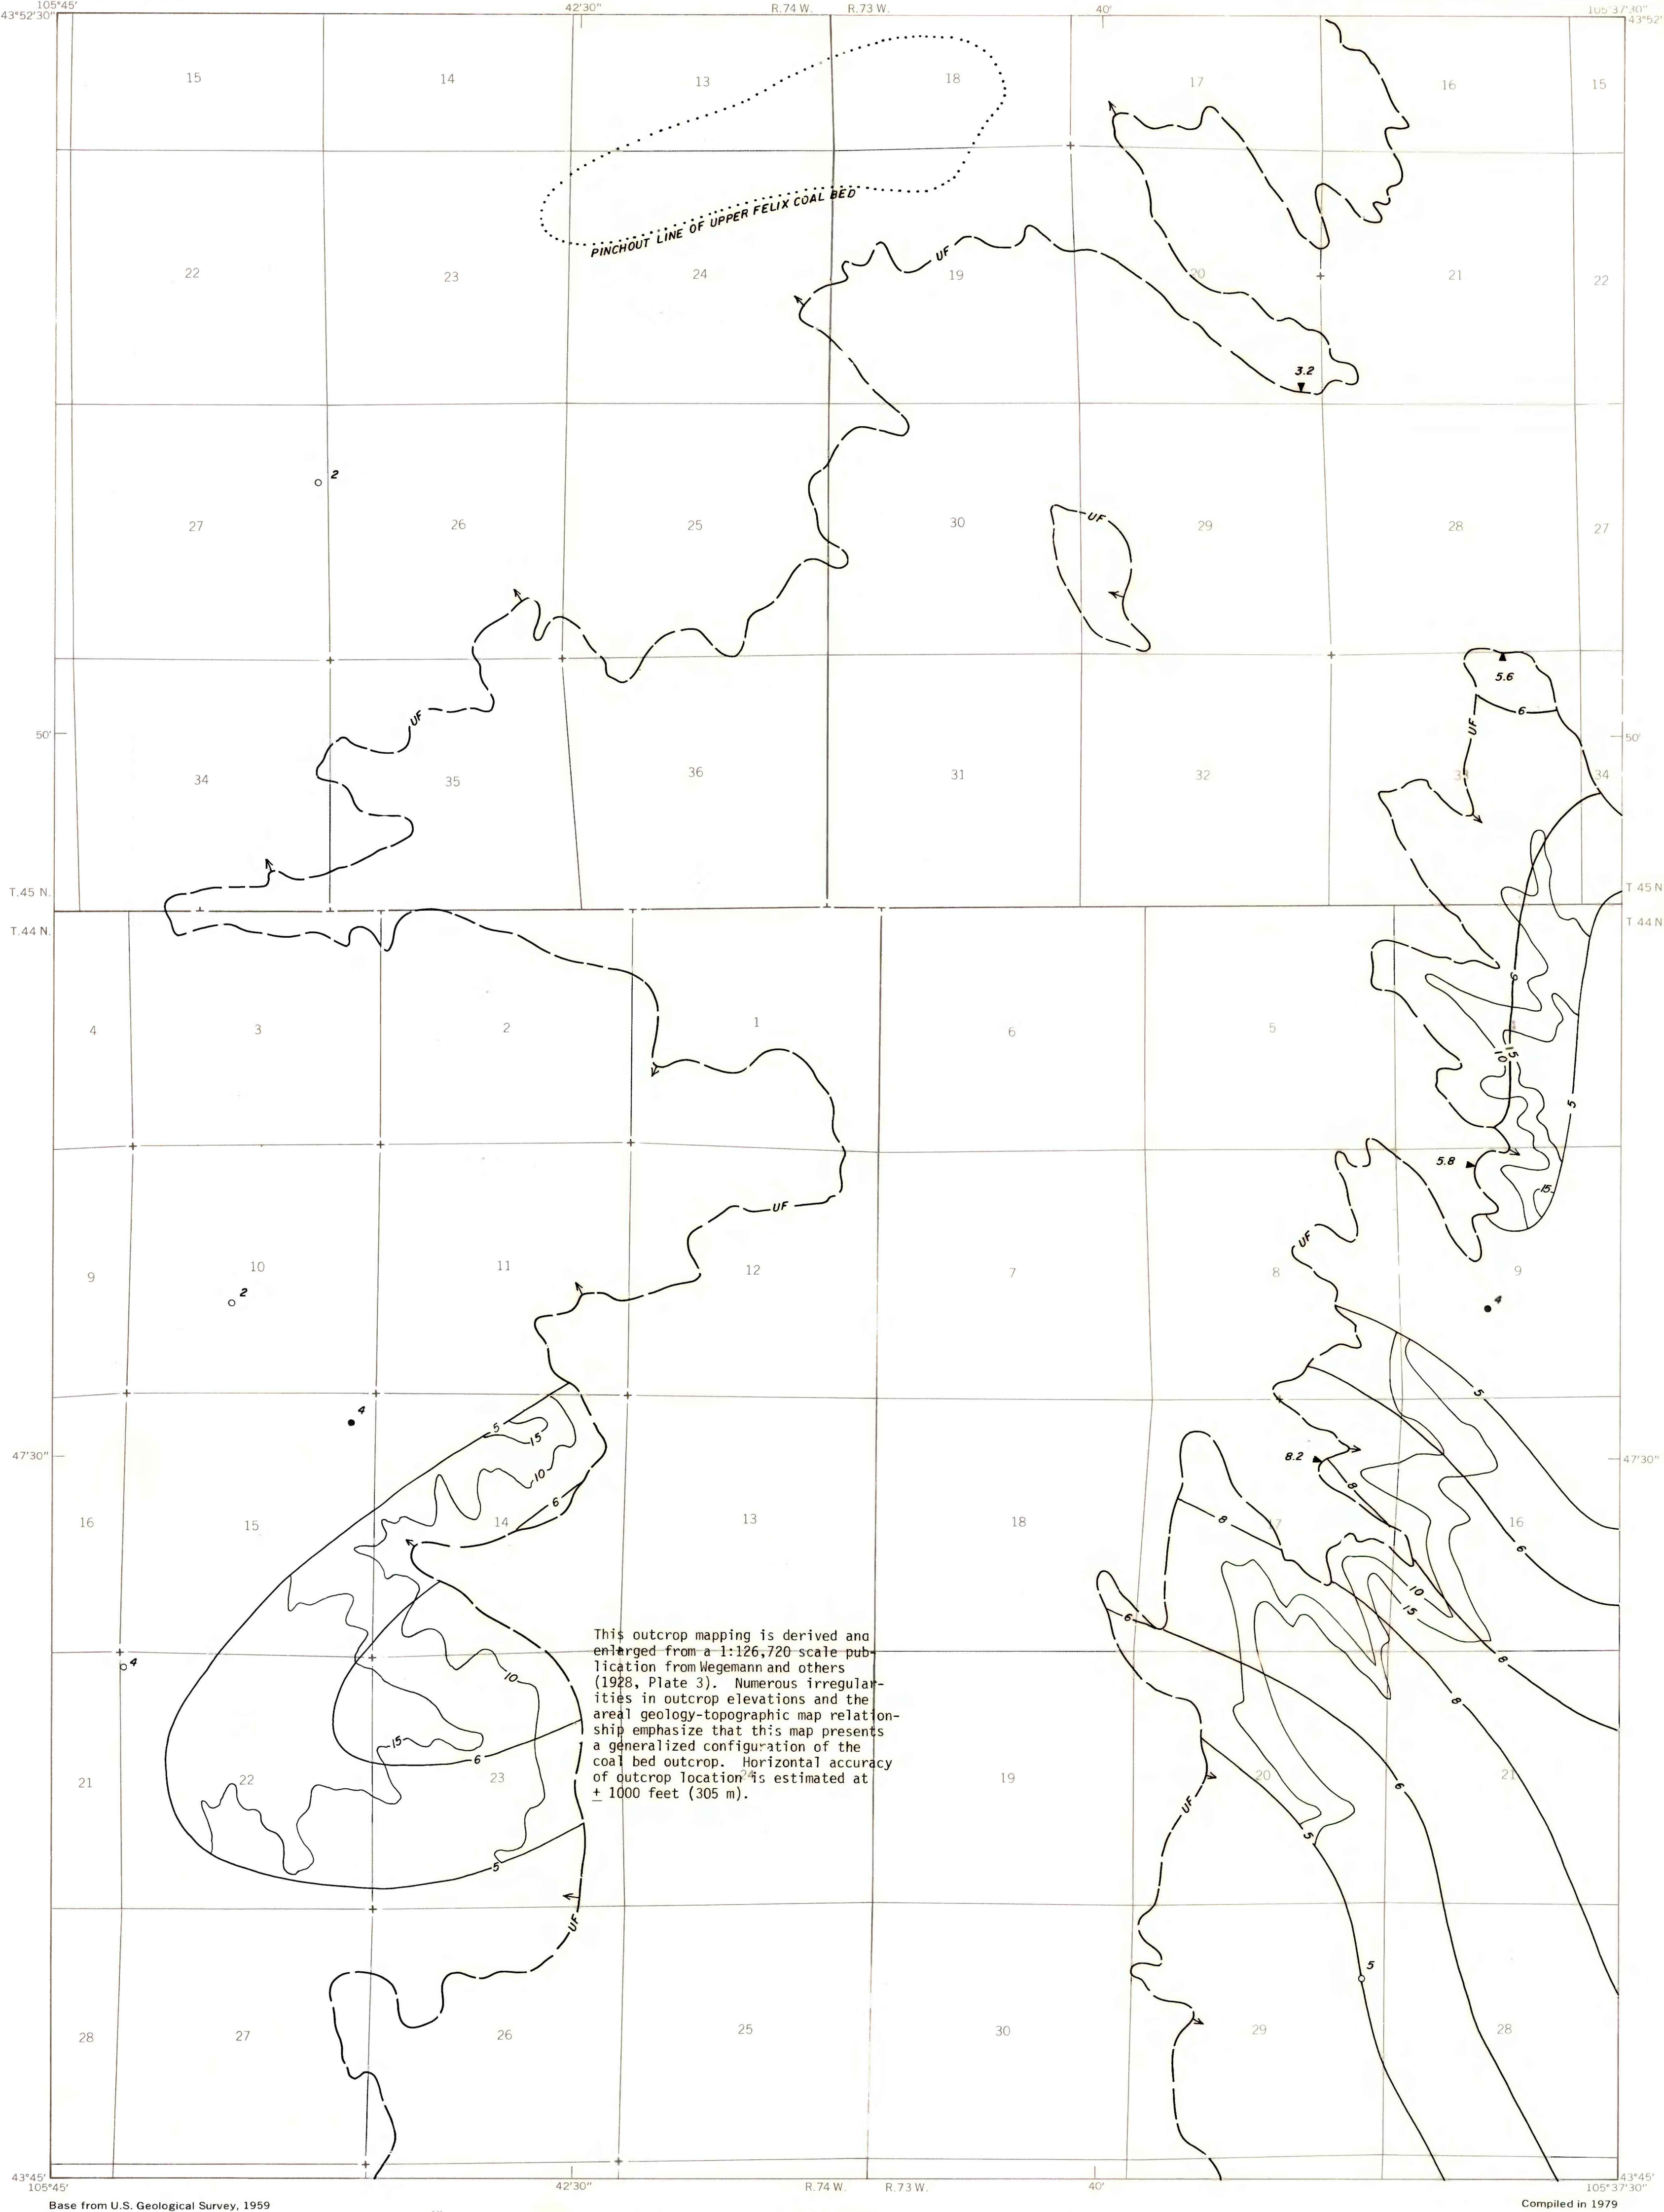 105°45' 42'30" R.74 W. R.73 W. 40' 105°37'30"
43°52'30" 43°52'
15 14 13 18 17 16 15
PINCHOUT LINE OF UPPER FELIX COAL BED
UF
22 23 24 19 20 21 22
3.2
2
UF
27 26 25 30 29 28 27
5.6
6
UF UF
50' 50'
34 35 36 31 32 33 34
T.45 N. T 45 N
T.44 N. T 44 N
6
4 3 2 1 6 5
10 15
5
5.8
15
UF
UF
9 10 11 12 7 8 9
2 4
5
4
5
15
47'30" 8.2 47'30"
10
8
6
16 15 14 13 18 8 17 16
6
10
15
6
This outcrop mapping is derived and
enlarged from a 1:126,720 scale pub-
lication from Wegemann and others
(1928, Plate 3). Numerous irregular-
ities in outcrop elevations and the
areal geology-topographic map relation-
ship emphasize that this map presents
a generalized configuration of the
coal bed outcrop. Horizontal accuracy
of outcrop location is estimated at
± 1000 feet (305 m).
4 8
10
8
15
6
21 22 23 24 19 20 21
6
UF
5
5
UF
5
28 27 26 25 30 29 28
43°45' 43°45'
105°45' 42'30" R.74 W. R.73 W. 40' 105°37'30"
Base from U.S. Geological Survey, 1959 Compiled in 1979